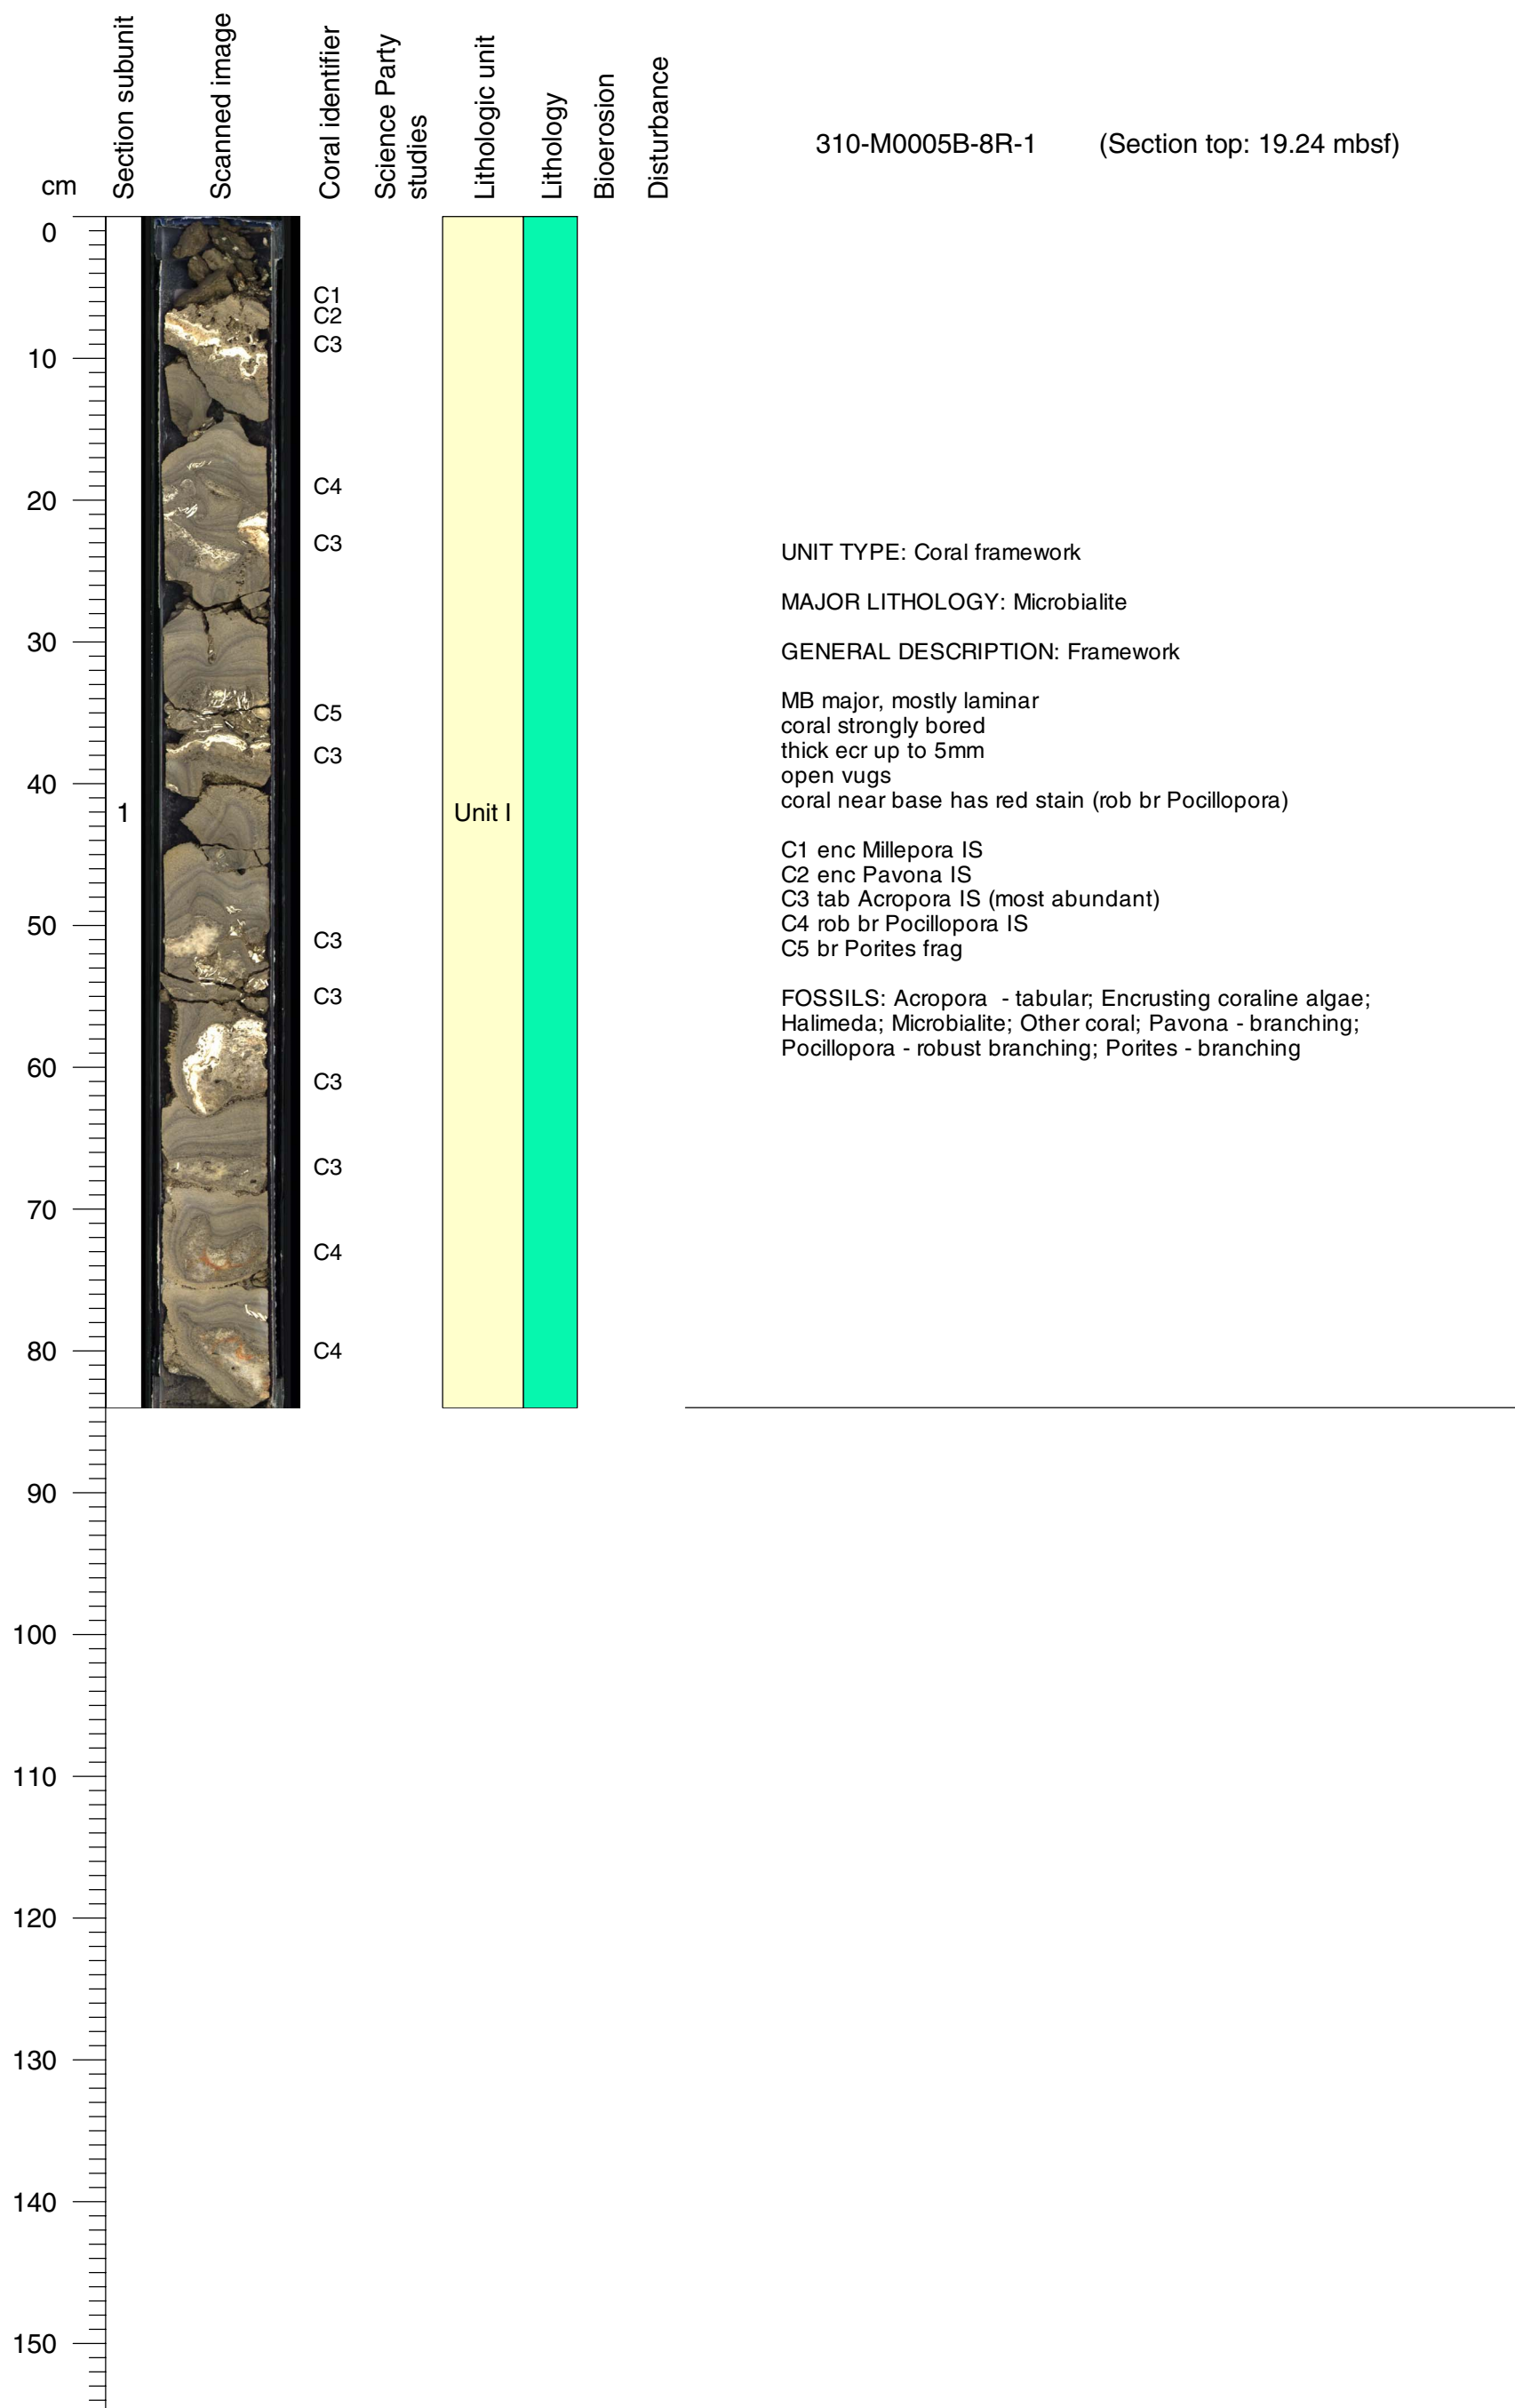 cm
Section subunit
Scanned image
Coral identifier
Science Party
studies
Lithologic unit
Lithology
Bioerosion
Disturbance
310-M0005B-8R-1 (Section top: 19.24 mbsf)
0
C1
C2
C3
10
C4
20
C3
UNIT TYPE: Coral framework
MAJOR LITHOLOGY: Microbialite
30
GENERAL DESCRIPTION: Framework
MB major, mostly laminar
C5
coral strongly bored
thick ecr up to 5mm
C3
open vugs
40
coral near base has red stain (rob br Pocillopora)
1
Unit I
C1 enc Millepora IS
C2 enc Pavona IS
C3 tab Acropora IS (most abundant)
50
C4 rob br Pocillopora IS
C3
C5 br Porites frag
C3
FOSSILS: Acropora - tabular; Encrusting coraline algae;
Halimeda; Microbialite; Other coral; Pavona - branching;
Pocillopora - robust branching; Porites - branching
60
C3
C3
70
C4
80
C4
90
100
110
120
130
140
150